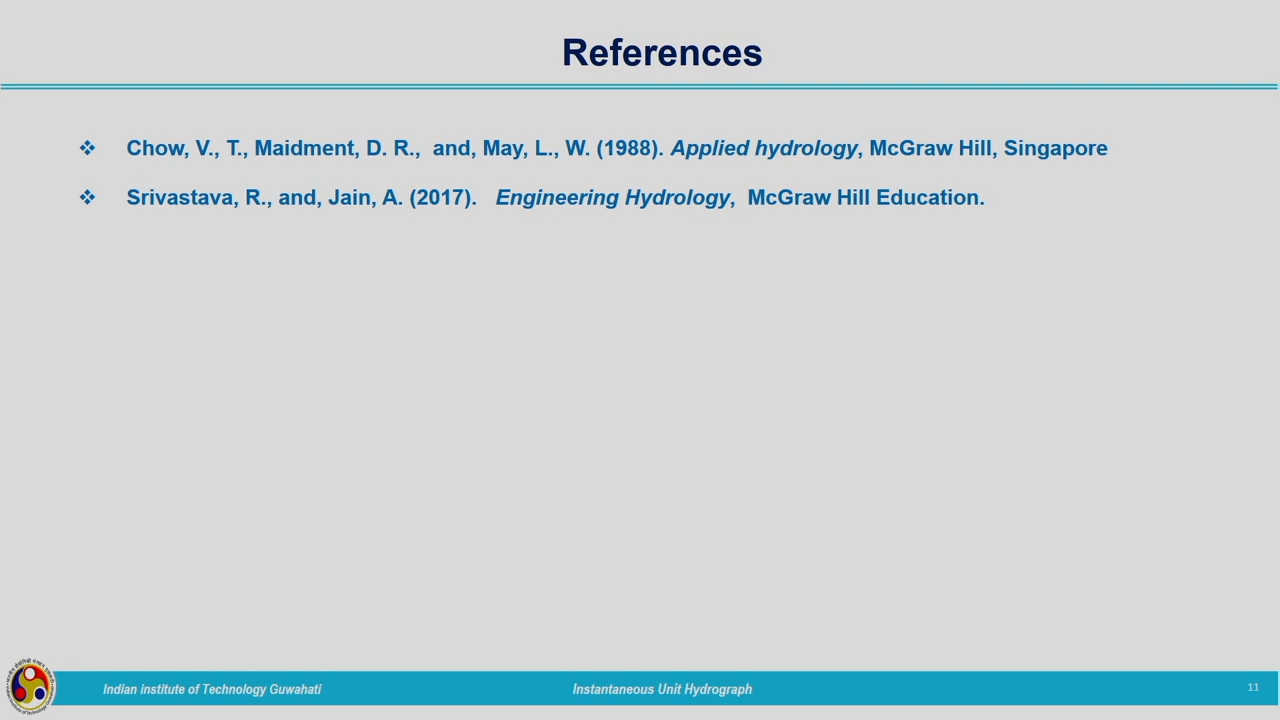 References
❖ Chow, V., T., Maidment, D. R., and, May, L., W. (1988). Applied hydrology, McGraw Hill, Singapore
❖ Srivastava, R., and, Jain, A. (2017). Engineering Hydrology, McGraw Hill Education.
Indian institute of Technology Guwahati
Instantaneous Unit Hydrograph
11